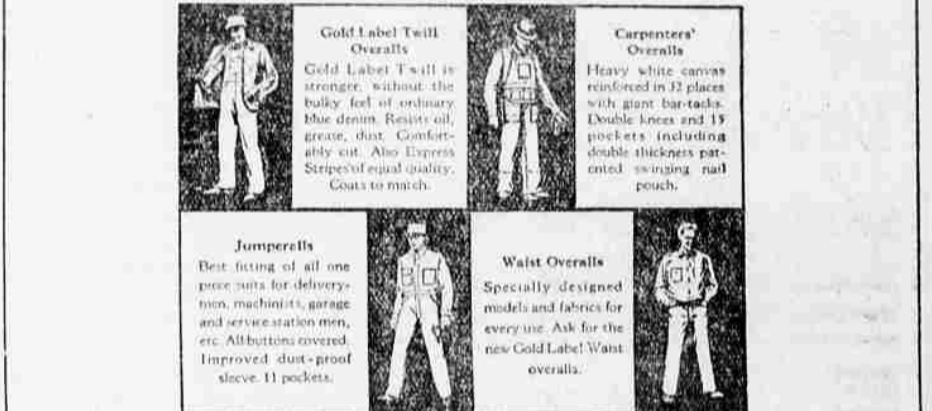 Gold Label Twill
Overalls
Gold Label Twill is
stronger, without the
bulky feel of ordinary
blue denim. Resists oil,
grease, dust. Comfort-
ably cut. Also Express
Stripes of equal quality.
Coats to match.
Carpenters'
Overalls
Heavy white canvas
reinforced in 32 places
with giant bar-tacks.
Double knees and 15
pockets including
double thickness pat-
ented swinging nail
pouch.
Jumperalls
Best fitting of all one
piece suits for delivery-
men, machinists, garage
and service station men,
etc. All buttons covered.
Improved dust-proof
sleeve. 11 pockets.
Waist Overalls
Specially designed
models and fabrics for
every use. Ask for the
new Gold Label Waist
overalls.